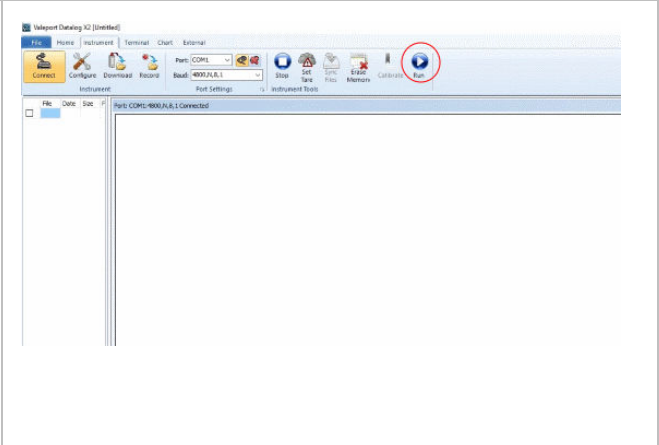 Valeport Datalog X2 [Untitled]
File Home Instrument Terminal Chart External
Port: COM1
Baud: 4800,N,8,1
Connect Configure Download Record Stop Set Tare Sync Files Erase Memory Calibrate Run
Instrument Port Settings Instrument Tools
File Date Size F
Port: COM1:4800,N,8,1 Connected